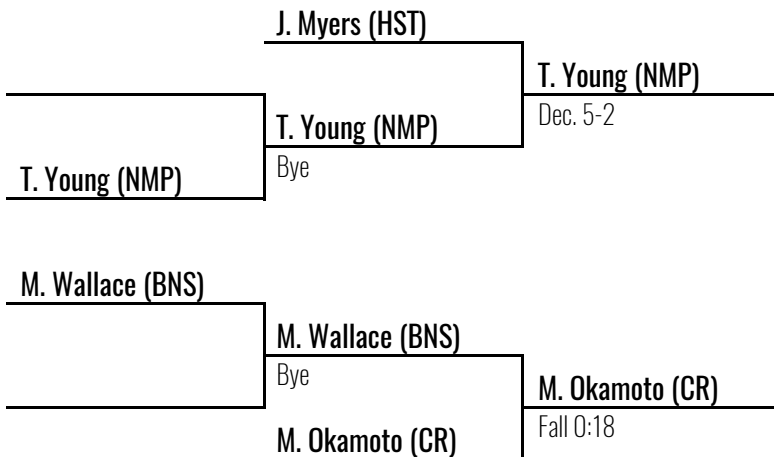 J. Myers (HST)
T. Young (NMP)
Dec. 5-2
T. Young (NMP)
Bye
T. Young (NMP)
M. Wallace (BNS)
M. Wallace (BNS)
Bye
M. Okamoto (CR)
Fall 0:18
M. Okamoto (CR)